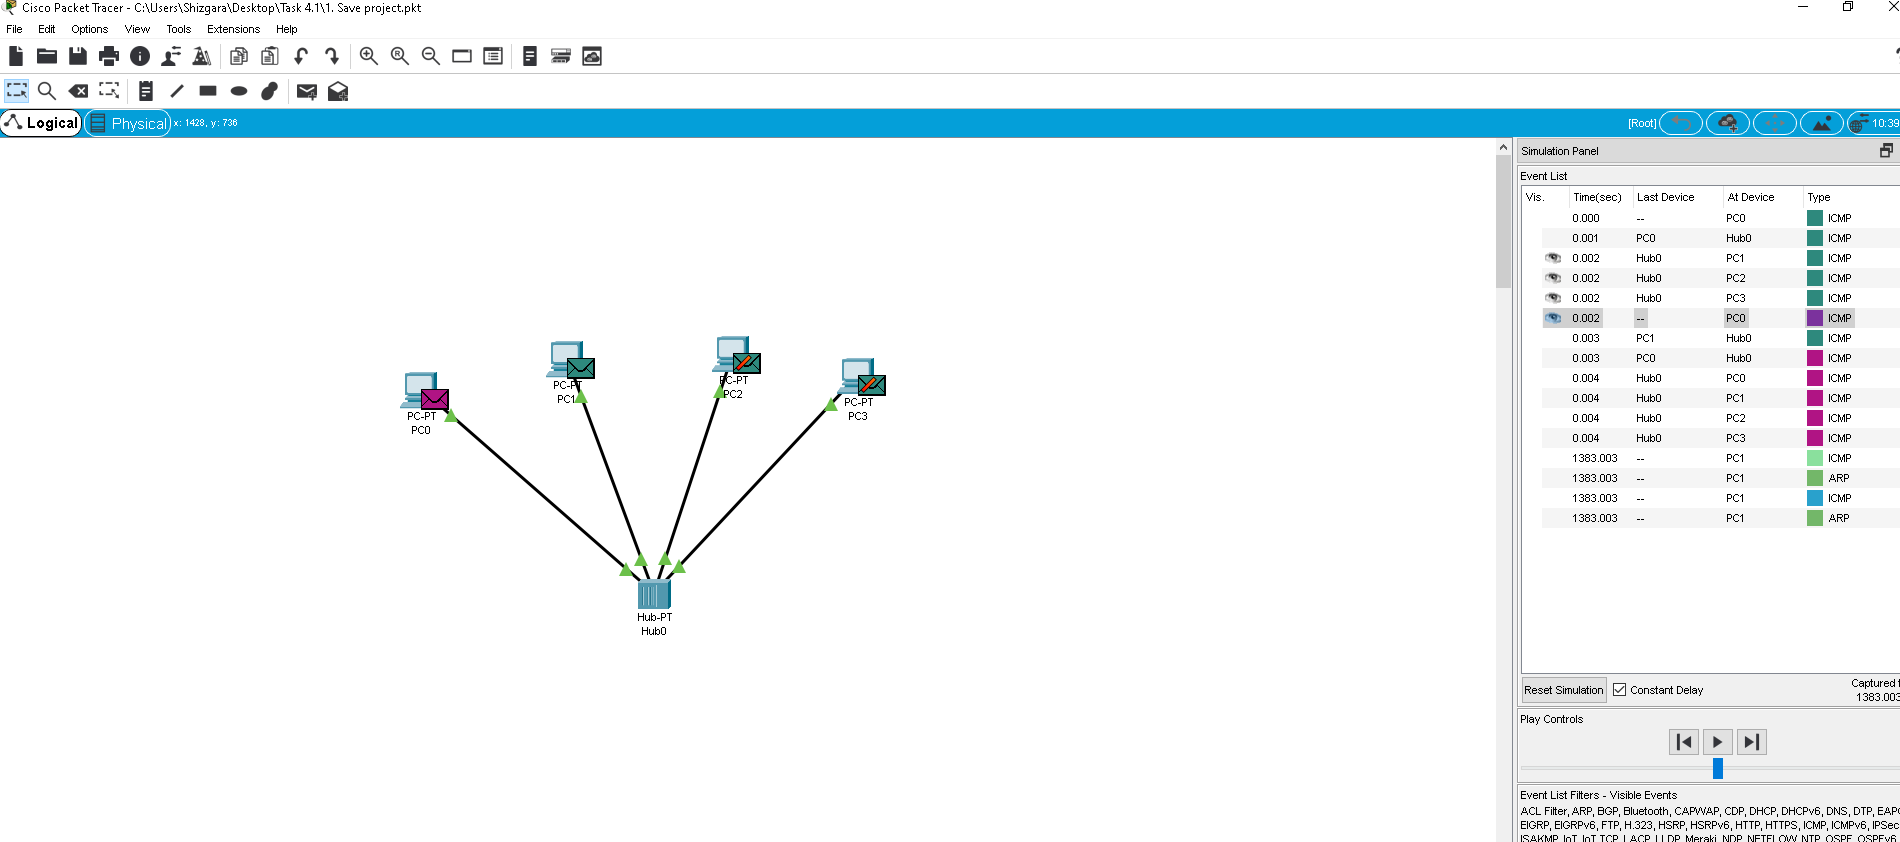 Cisco Packet Tracer - C:\Users\Shizgara\Desktop\Task 4.1\1. Save project.pkt
File Edit Options View Tools Extensions Help
Logical Physical x: 1428, y: 736 [Root] 10:39
Simulation Panel
Event List
Vis. Time(sec) Last Device At Device Type
0.000 -- PC0 ICMP
0.001 PC0 Hub0 ICMP
0.002 Hub0 PC1 ICMP
0.002 Hub0 PC2 ICMP
0.002 Hub0 PC3 ICMP
0.002 -- PC0 ICMP
0.003 PC1 Hub0 ICMP
0.003 PC0 Hub0 ICMP
0.004 Hub0 PC0 ICMP
0.004 Hub0 PC1 ICMP
0.004 Hub0 PC2 ICMP
0.004 Hub0 PC3 ICMP
1383.003 -- PC1 ICMP
1383.003 -- PC1 ARP
1383.003 -- PC1 ICMP
1383.003 -- PC1 ARP
PC-PT
PC0
PC-PT
PC1
PC-PT
PC2
PC-PT
PC3
Hub-PT
Hub0
Reset Simulation Constant Delay Captured
1383.003
Play Controls
Event List Filters - Visible Events
ACL Filter, ARP, BGP, Bluetooth, CAPWAP, CDP, DHCP, DHCPv6, DNS, DTP,
EIGRP, EIGRPv6, FTP, H.323, HSRP, HSRPv6, HTTP, HTTPS, ICMP, ICMPv6, IPSec
ISAKMP, IoT, IoT TCP, LACP, LLDP, Meraki, NDP, NETFLOW, NTP, OSPF, OSPFv6